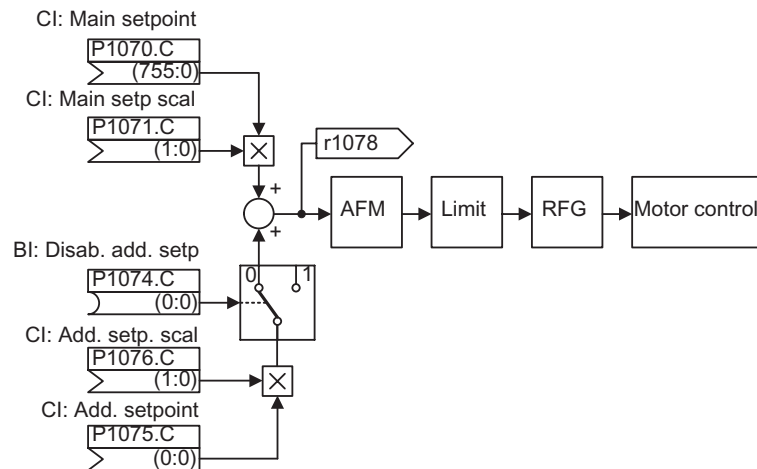 CI: Main setpoint
P1070.C
(755:0)
CI: Main setp scal
P1071.C
(1:0)
r1078
+
+
AFM
Limit
RFG
Motor control
BI: Disab. add. setp
P1074.C
(0:0)
0
1
CI: Add. setp. scal
P1076.C
(1:0)
CI: Add. setpoint
P1075.C
(0:0)